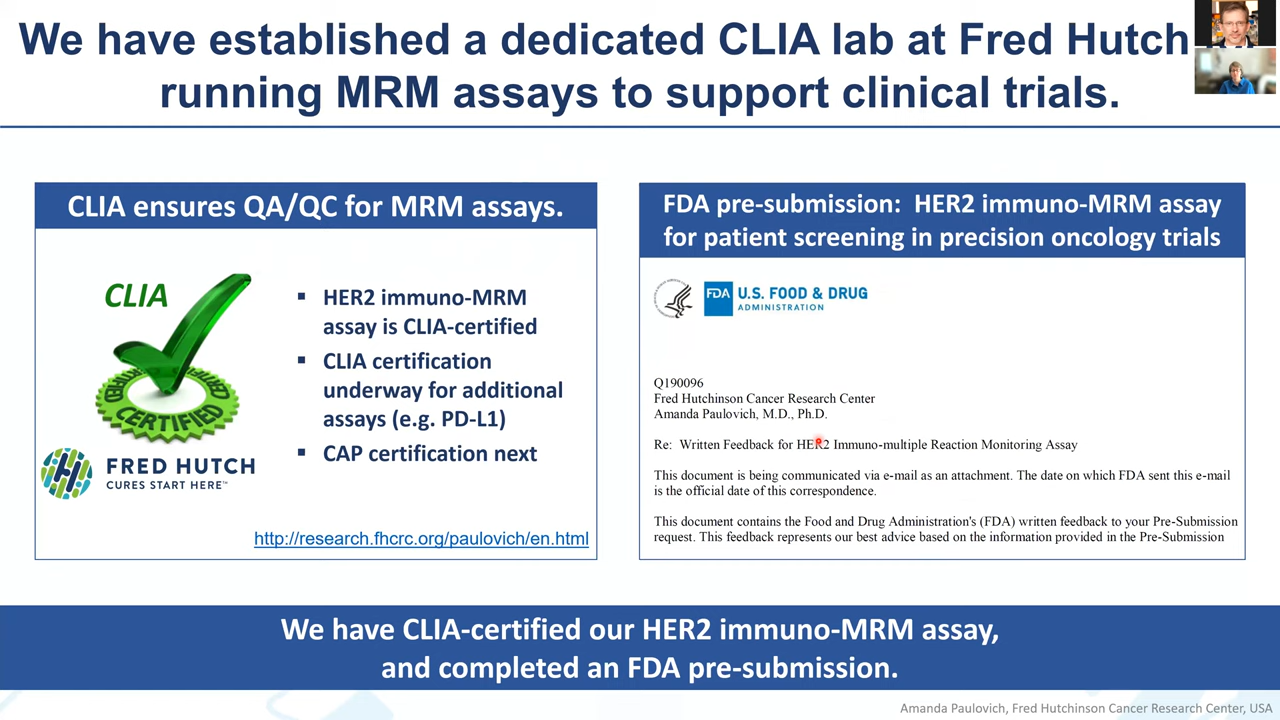 We have established a dedicated CLIA lab at Fred Hutch
running MRM assays to support clinical trials.
CLIA ensures QA/QC for MRM assays.
CLIA
CERTIFIED
▪ HER2 immuno-MRM
assay is CLIA-certified
▪ CLIA certification
underway for additional
assays (e.g. PD-L1)
▪ CAP certification next
FRED HUTCH
CURES START HERE™
http://research.fhcrc.org/paulovich/en.html
FDA pre-submission: HER2 immuno-MRM assay
for patient screening in precision oncology trials
FDA U.S. FOOD & DRUG
ADMINISTRATION
Q190096
Fred Hutchinson Cancer Research Center
Amanda Paulovich, M.D., Ph.D.
Re: Written Feedback for HER2 Immuno-multiple Reaction Monitoring Assay
This document is being communicated via e-mail as an attachment. The date on which FDA sent this e-mail
is the official date of this correspondence.
This document contains the Food and Drug Administration's (FDA) written feedback to your Pre-Submission
request. This feedback represents our best advice based on the information provided in the Pre-Submission
We have CLIA-certified our HER2 immuno-MRM assay,
and completed an FDA pre-submission.
Amanda Paulovich, Fred Hutchinson Cancer Research Center, USA